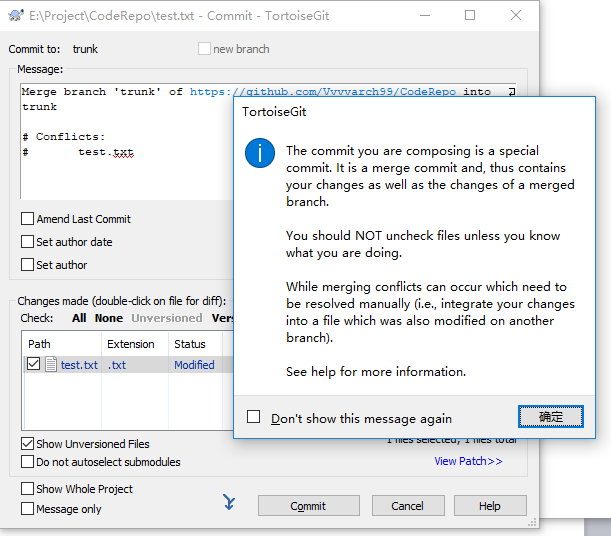 E:\Project\CodeRepo\test.txt - Commit - TortoiseGit
Commit to: trunk new branch
Message:
Merge branch 'trunk' of https://github.com/Vvyvarch99/CodeRepo into
trunk
# Conflicts:
# test.txt
Amend Last Commit
Set author date
Set author
Changes made (double-click on file for diff):
Check: All None Unversioned
Path Extension Status
test.txt .txt Modified
Show Unversioned Files
1 files selected, 1 files total
Do not autoselect submodules
View Patch>>
Show Whole Project
Message only
Commit Cancel Help
TortoiseGit
The commit you are composing is a special
commit. It is a merge commit and, thus contains
your changes as well as the changes of a merged
branch.
You should NOT uncheck files unless you know
what you are doing.
While merging conflicts can occur which need to
be resolved manually (i.e., integrate your changes
into a file which was also modified on another
branch).
See help for more information.
Don't show this message again
确定